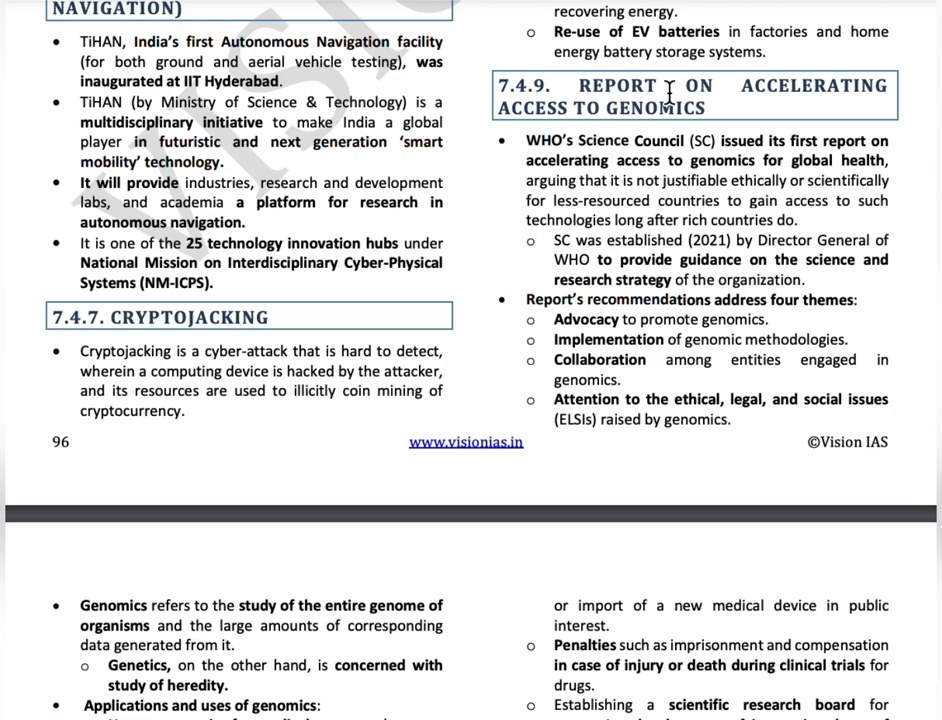 NAVIGATION)
• TiHAN, India's first Autonomous Navigation facility
(for both ground and aerial vehicle testing), was
inaugurated at IIT Hyderabad.
• TiHAN (by Ministry of Science & Technology) is a
multidisciplinary initiative to make India a global
player in futuristic and next generation 'smart
mobility' technology.
• It will provide industries, research and development
labs, and academia a platform for research in
autonomous navigation.
• It is one of the 25 technology innovation hubs under
National Mission on Interdisciplinary Cyber-Physical
Systems (NM-ICPS).
7.4.7. CRYPTOJACKING
• Cryptojacking is a cyber-attack that is hard to detect,
wherein a computing device is hacked by the attacker,
and its resources are used to illicitly coin mining of
cryptocurrency.
recovering energy.
o Re-use of EV batteries in factories and home
energy battery storage systems.
7.4.9. REPORT ON ACCELERATING
ACCESS TO GENOMICS
• WHO's Science Council (SC) issued its first report on
accelerating access to genomics for global health,
arguing that it is not justifiable ethically or scientifically
for less-resourced countries to gain access to such
technologies long after rich countries do.
o SC was established (2021) by Director General of
WHO to provide guidance on the science and
research strategy of the organization.
• Report's recommendations address four themes:
o Advocacy to promote genomics.
o Implementation of genomic methodologies.
o Collaboration among entities engaged in
genomics.
o Attention to the ethical, legal, and social issues
(ELSIs) raised by genomics.
96 www.visionias.in ©Vision IAS
• Genomics refers to the study of the entire genome of
organisms and the large amounts of corresponding
data generated from it.
o Genetics, on the other hand, is concerned with
study of heredity.
• Applications and uses of genomics:
or import of a new medical device in public
interest.
o Penalties such as imprisonment and compensation
in case of injury or death during clinical trials for
drugs.
o Establishing a scientific research board for